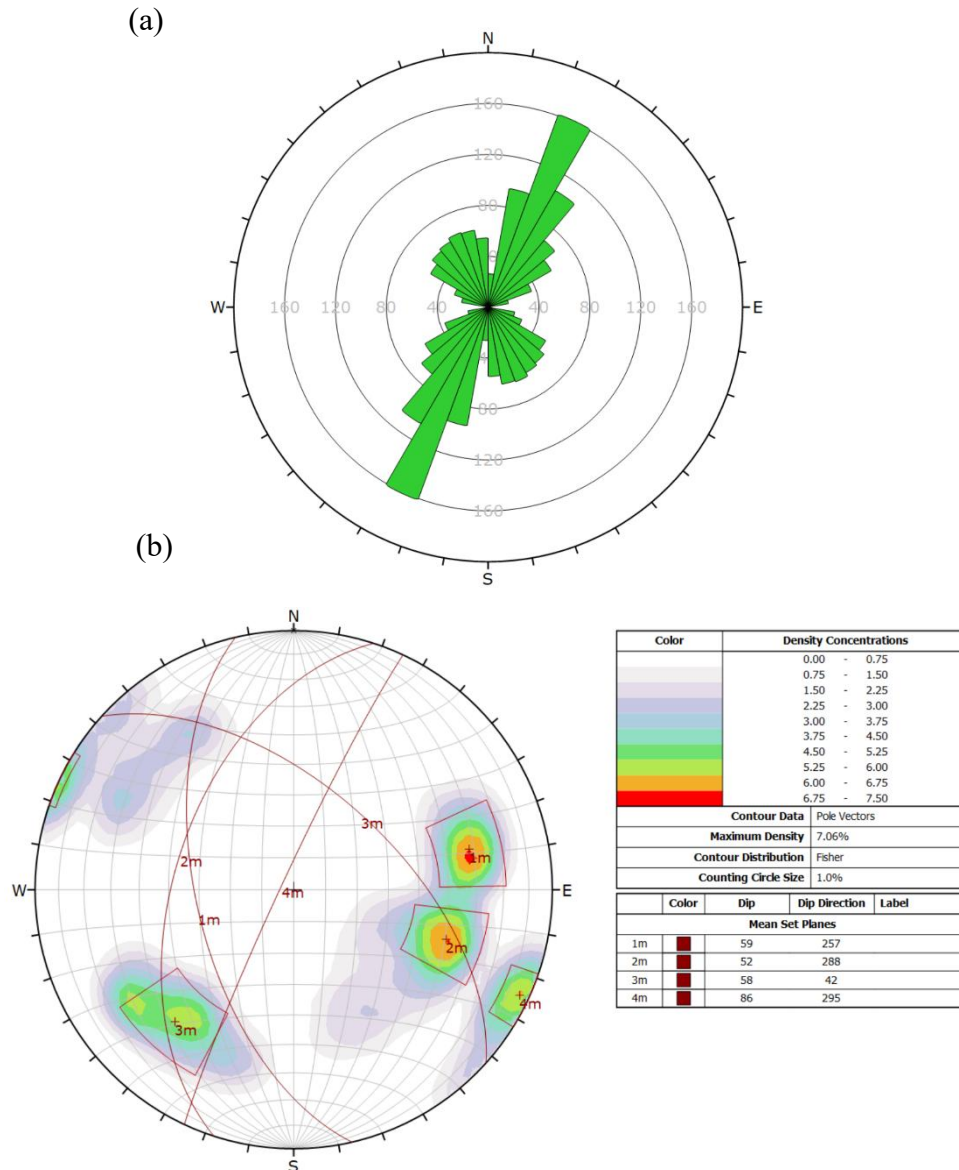 (a)
N
160
120
80
W 160 120 80 40 40 80 120 160 E
80
120
160
S
(b)
N
3m
2m
1m
W 4m E
1m
2m
4m
3m
S
Color Density Concentrations
0.00 - 0.75
0.75 - 1.50
1.50 - 2.25
2.25 - 3.00
3.00 - 3.75
3.75 - 4.50
4.50 - 5.25
5.25 - 6.00
6.00 - 6.75
6.75 - 7.50
Contour Data Pole Vectors
Maximum Density 7.06%
Contour Distribution Fisher
Counting Circle Size 1.0%
Color Dip Dip Direction Label
Mean Set Planes
1m 59 257
2m 52 288
3m 58 42
4m 86 295